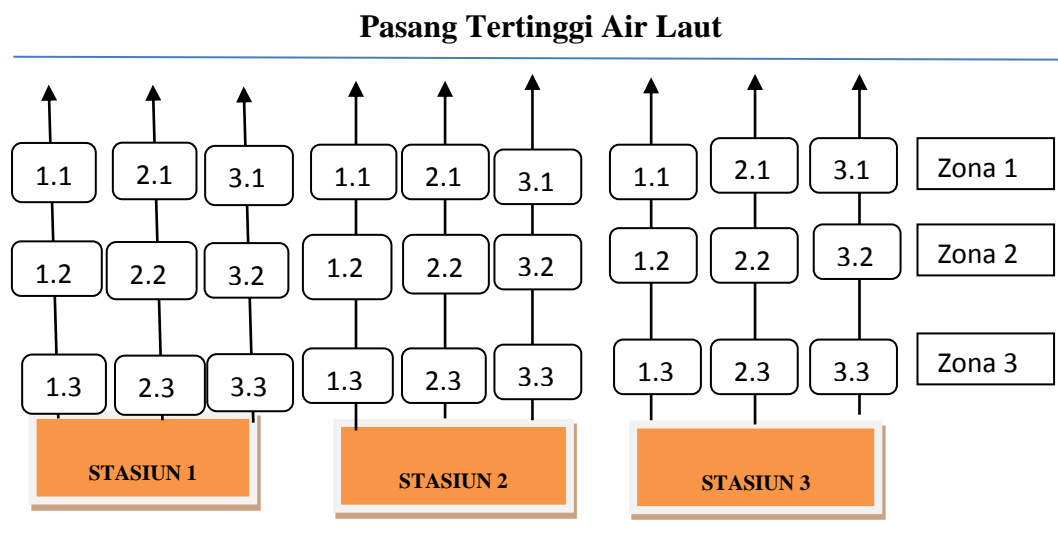 Pasang Tertinggi Air Laut
1.1 2.1 3.1 1.1 2.1 3.1 1.1 2.1 3.1 Zona 1
1.2 2.2 3.2 1.2 2.2 3.2 1.2 2.2 3.2 Zona 2
1.3 2.3 3.3 1.3 2.3 3.3 1.3 2.3 3.3 Zona 3
STASIUN 1 STASIUN 2 STASIUN 3